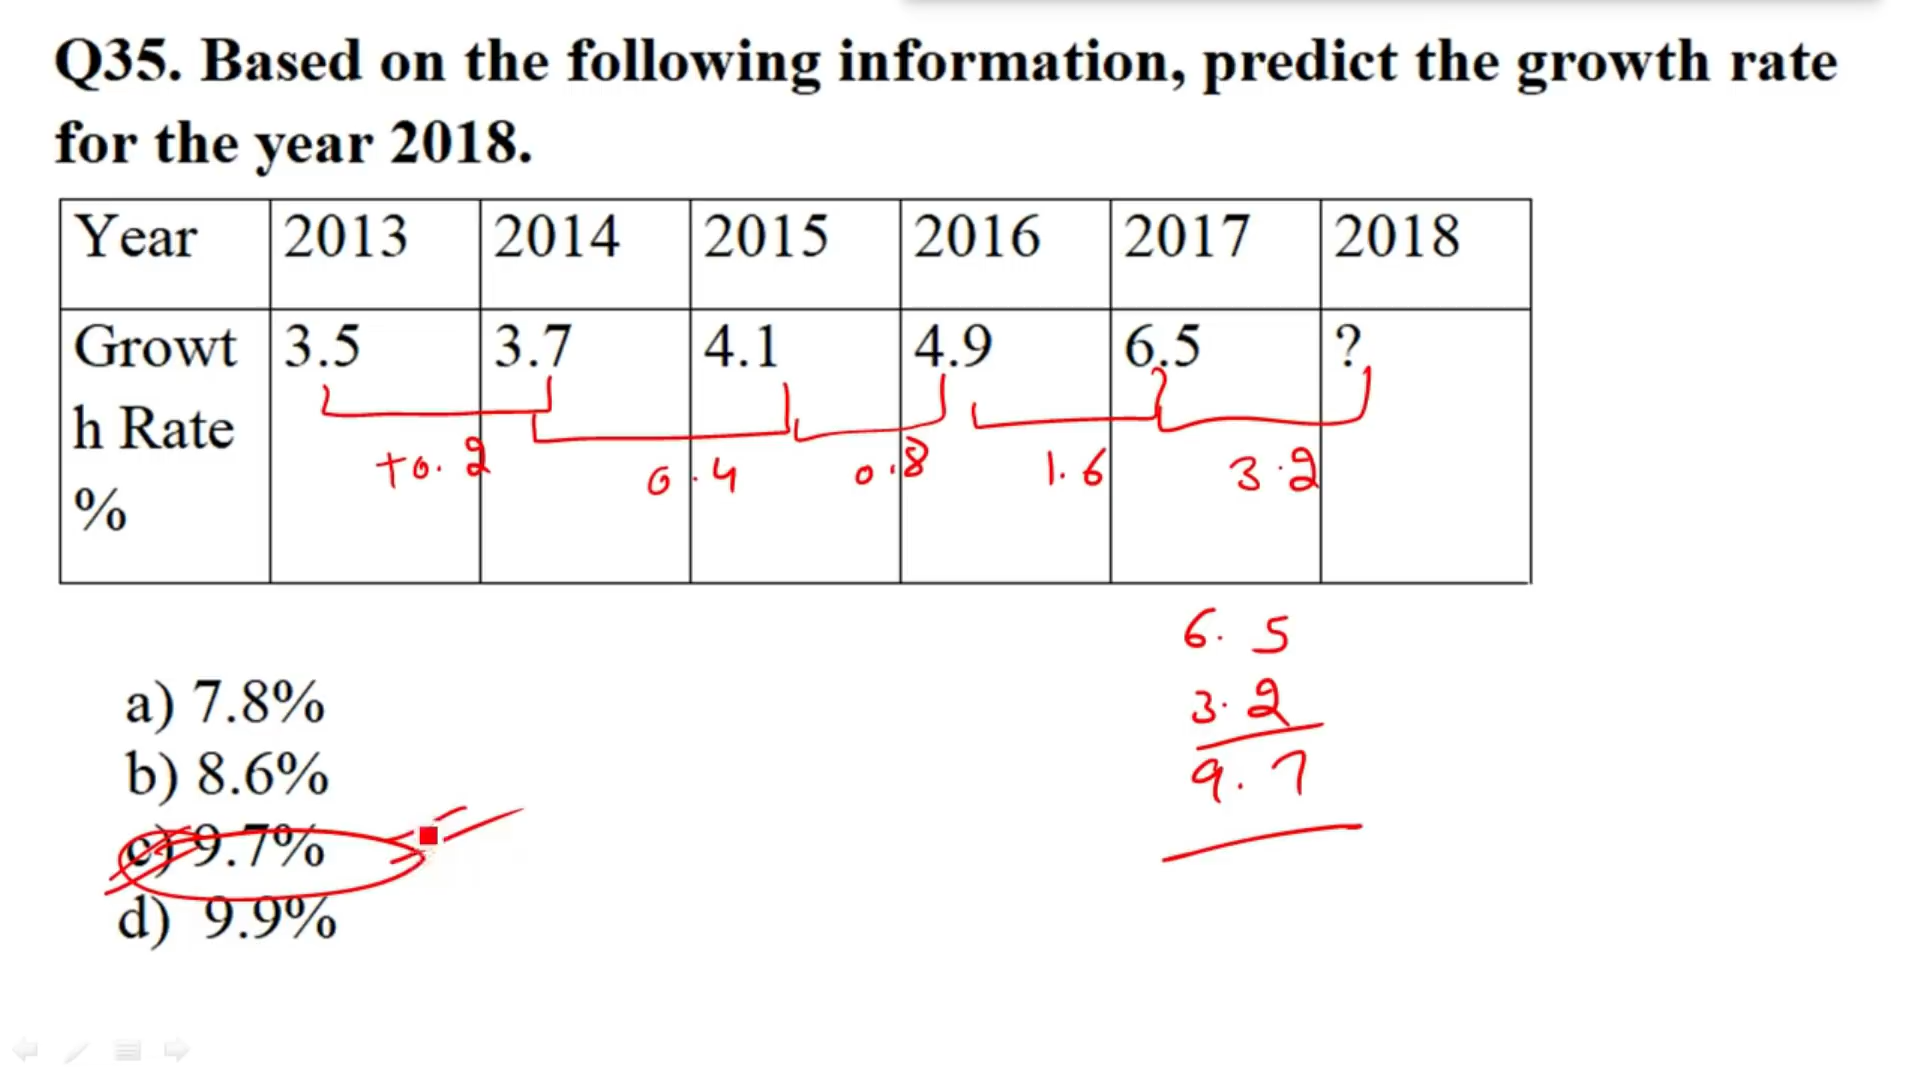 Q35. Based on the following information, predict the growth rate
for the year 2018.
Year 2013 2014 2015 2016 2017 2018
Growt 3.5 3.7 4.1 4.9 6.5 ?
h Rate
%
+0.2 0.4 0.8 1.6 3.2
6.5
3.2
9.7
a) 7.8%
b) 8.6%
c) 9.7%
d) 9.9%